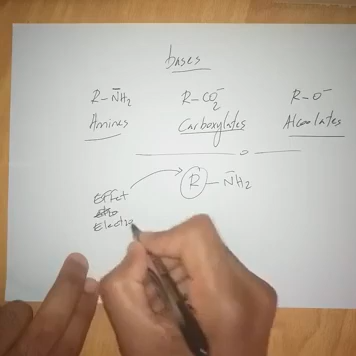 bases
R-N̄H₂ R-CO₂⁻ R-O⁻
Amines Carboxylates Alcoolates
R-N̄H₂
Effet
Electro